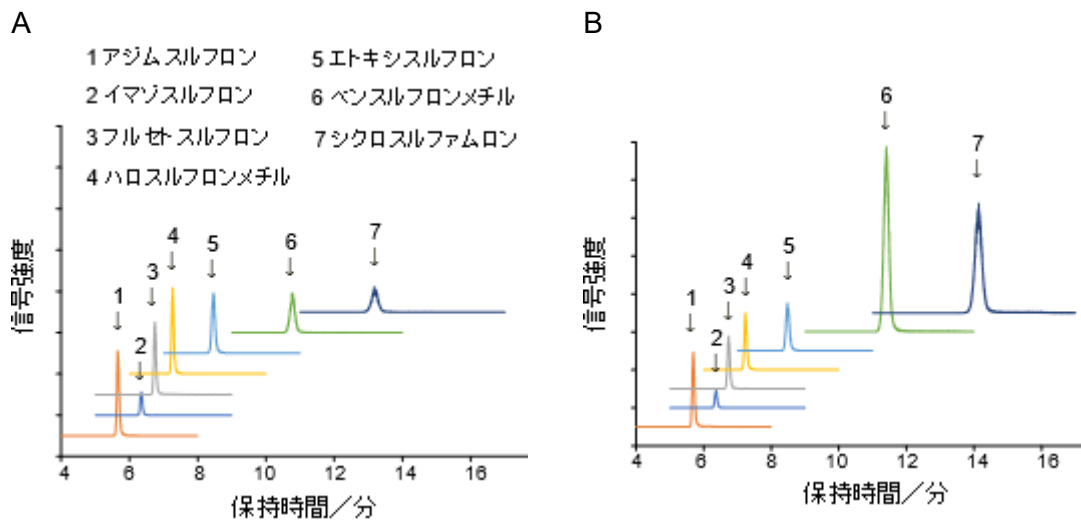 A
1 アジムスルフロン
2 イマゾスルフロン
3 フルセトスルフロン
4 ハロスルフロンメチル
5 エトキシスルフロン
6 ベンスルフロンメチル
7 シクロスルファムロン
信号強度
1
2
3
4
5
6
7
4 6 8 10 12 14 16
保持時間/分
B
信号強度
1
2
3
4
5
6
7
4 6 8 10 12 14 16
保持時間/分